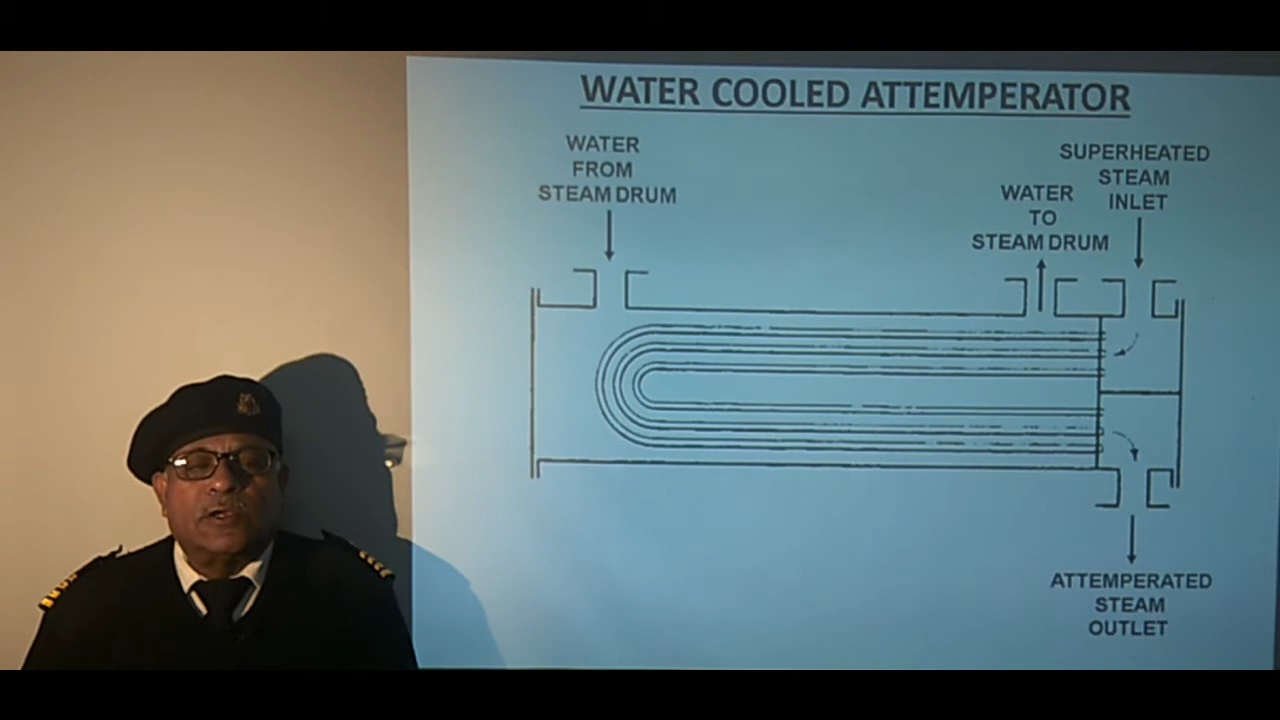 WATER COOLED ATTEMPERATOR
WATER
FROM
STEAM DRUM
WATER
TO
STEAM DRUM
SUPERHEATED
STEAM
INLET
ATTEMPERATED
STEAM
OUTLET